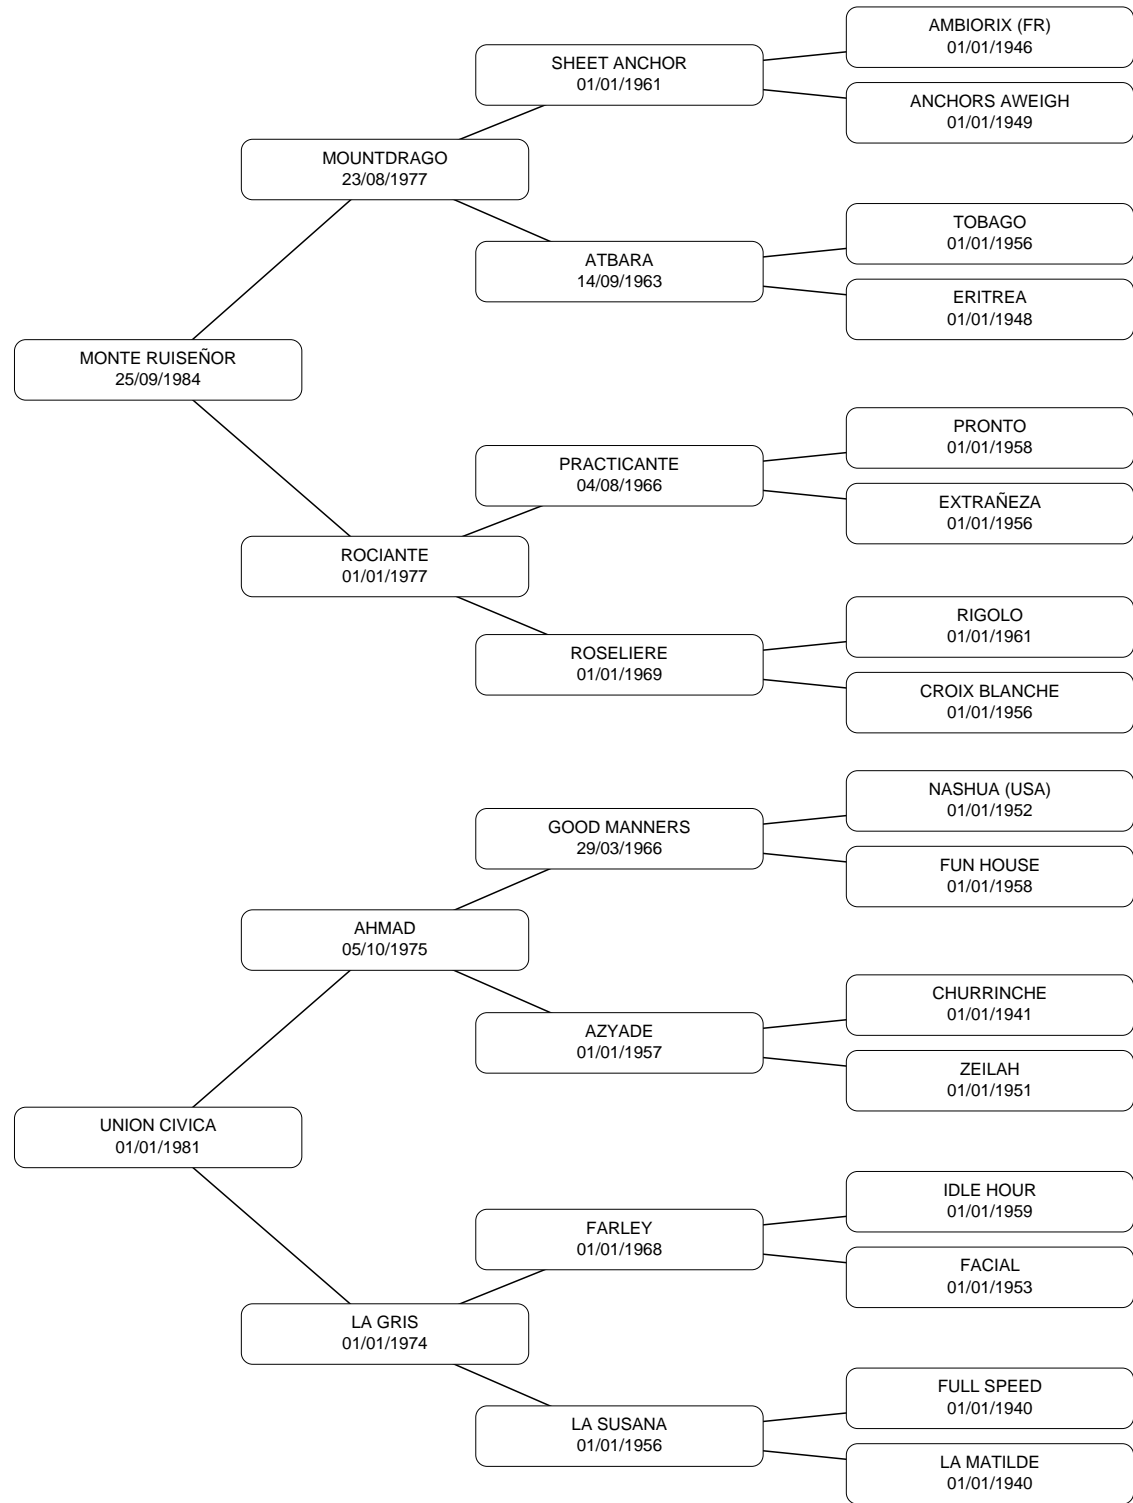 AMBIORIX (FR)
01/01/1946
SHEET ANCHOR
01/01/1961
ANCHORS AWEIGH
01/01/1949
MOUNTDRAGO
23/08/1977
TOBAGO
01/01/1956
ATBARA
14/09/1963
ERITREA
01/01/1948
MONTE RUISEÑOR
25/09/1984
PRONTO
01/01/1958
PRACTICANTE
04/08/1966
EXTRAÑEZA
01/01/1956
ROCIANTE
01/01/1977
RIGOLO
01/01/1961
ROSELIERE
01/01/1969
CROIX BLANCHE
01/01/1956
NASHUA (USA)
01/01/1952
GOOD MANNERS
29/03/1966
FUN HOUSE
01/01/1958
AHMAD
05/10/1975
CHURRINCHE
01/01/1941
AZYADE
01/01/1957
ZEILAH
01/01/1951
UNION CIVICA
01/01/1981
IDLE HOUR
01/01/1959
FARLEY
01/01/1968
FACIAL
01/01/1953
LA GRIS
01/01/1974
FULL SPEED
01/01/1940
LA SUSANA
01/01/1956
LA MATILDE
01/01/1940